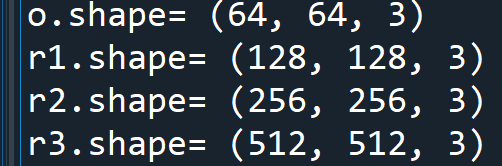 o.shape= (64, 64, 3)
r1.shape= (128, 128, 3)
r2.shape= (256, 256, 3)
r3.shape= (512, 512, 3)